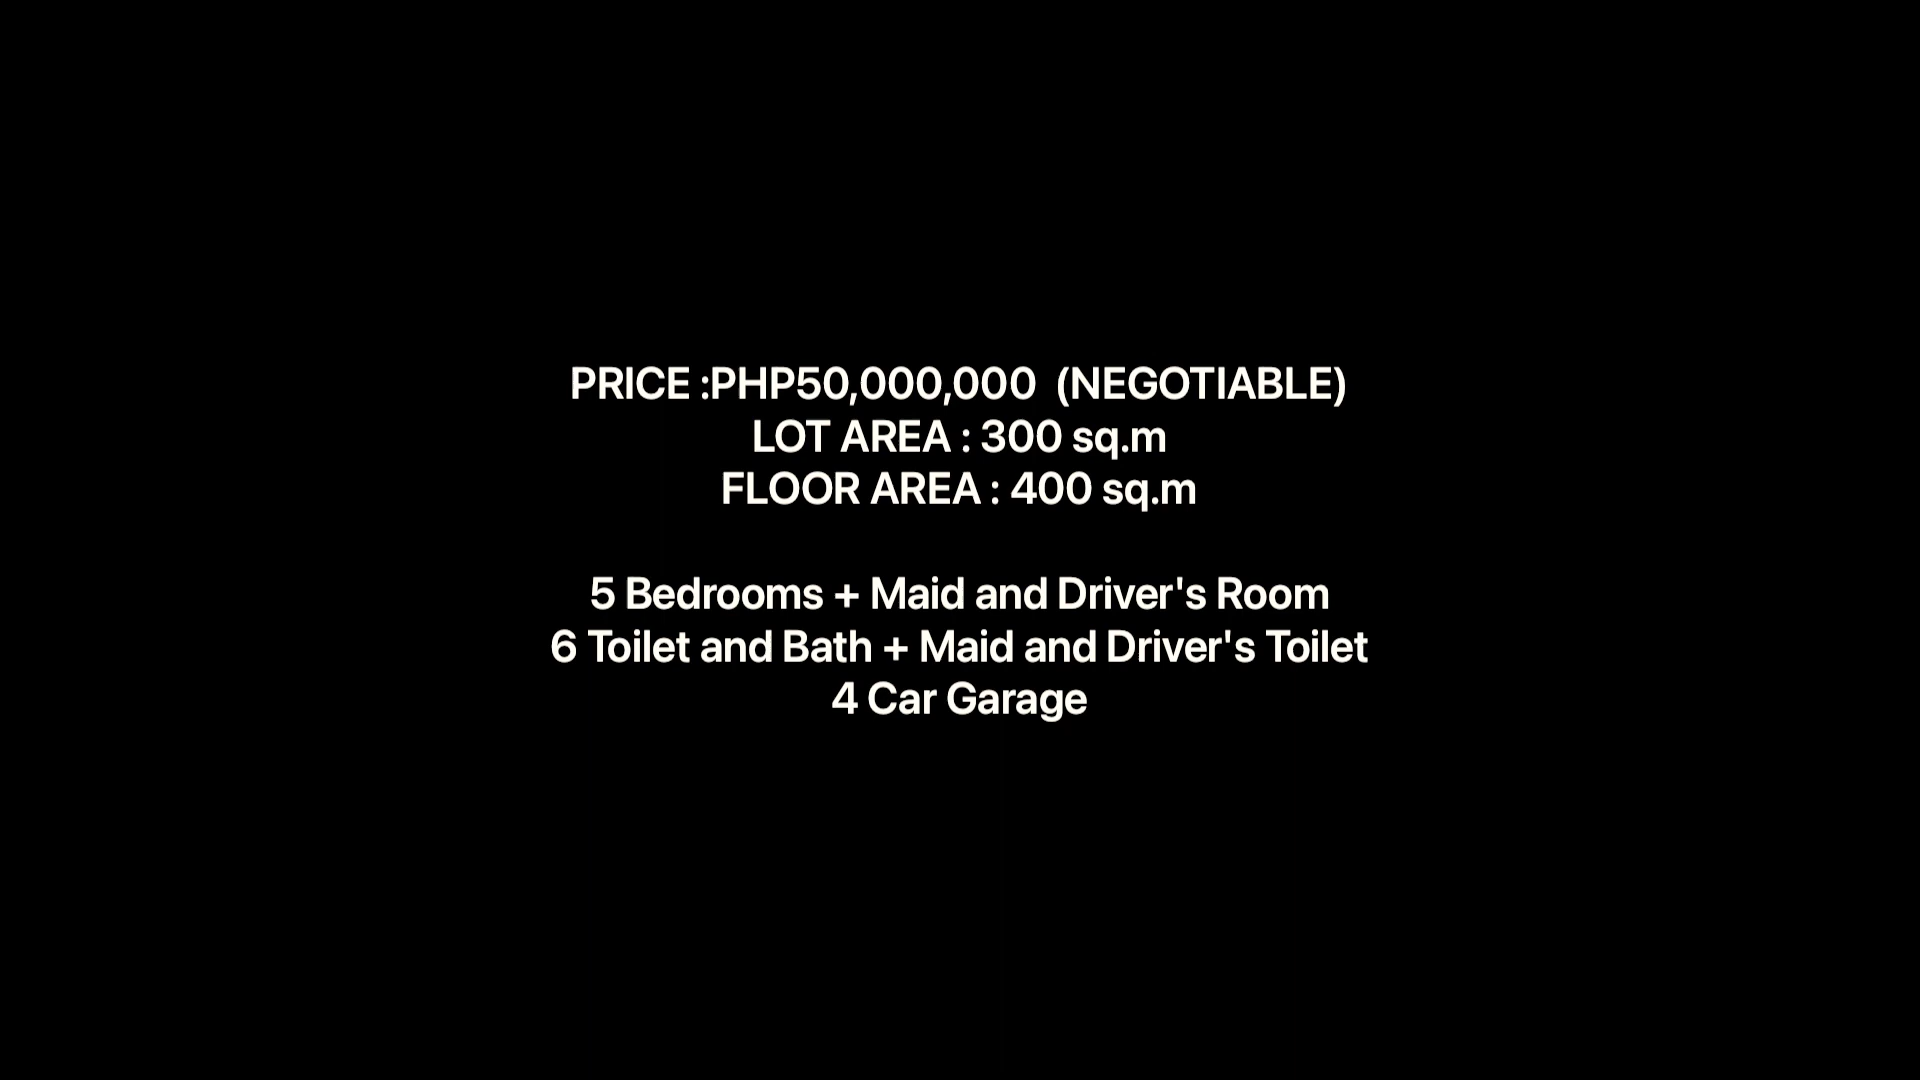 PRICE :PHP50,000,000  (NEGOTIABLE)
LOT AREA : 300 sq.m
FLOOR AREA : 400 sq.m
5 Bedrooms + Maid and Driver's Room
6 Toilet and Bath + Maid and Driver's Toilet
4 Car Garage